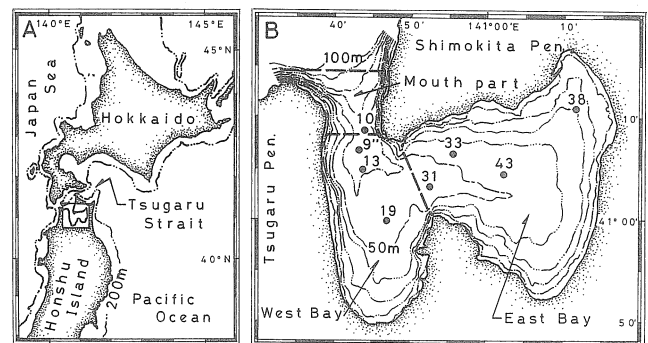 A
140°E
145°E
45°N
Japan Sea
Hokkaido
Tsugaru
Strait
40°N
Honshu
Island
200m
Pacific
Ocean
B
40'
50'
141°00'E
10'
100m
Shimokita Pen.
Mouth part
38
10
10'
9"
33
13
43
31
Tsugaru Pen.
19
41°00'
50m
West Bay
East Bay
50'